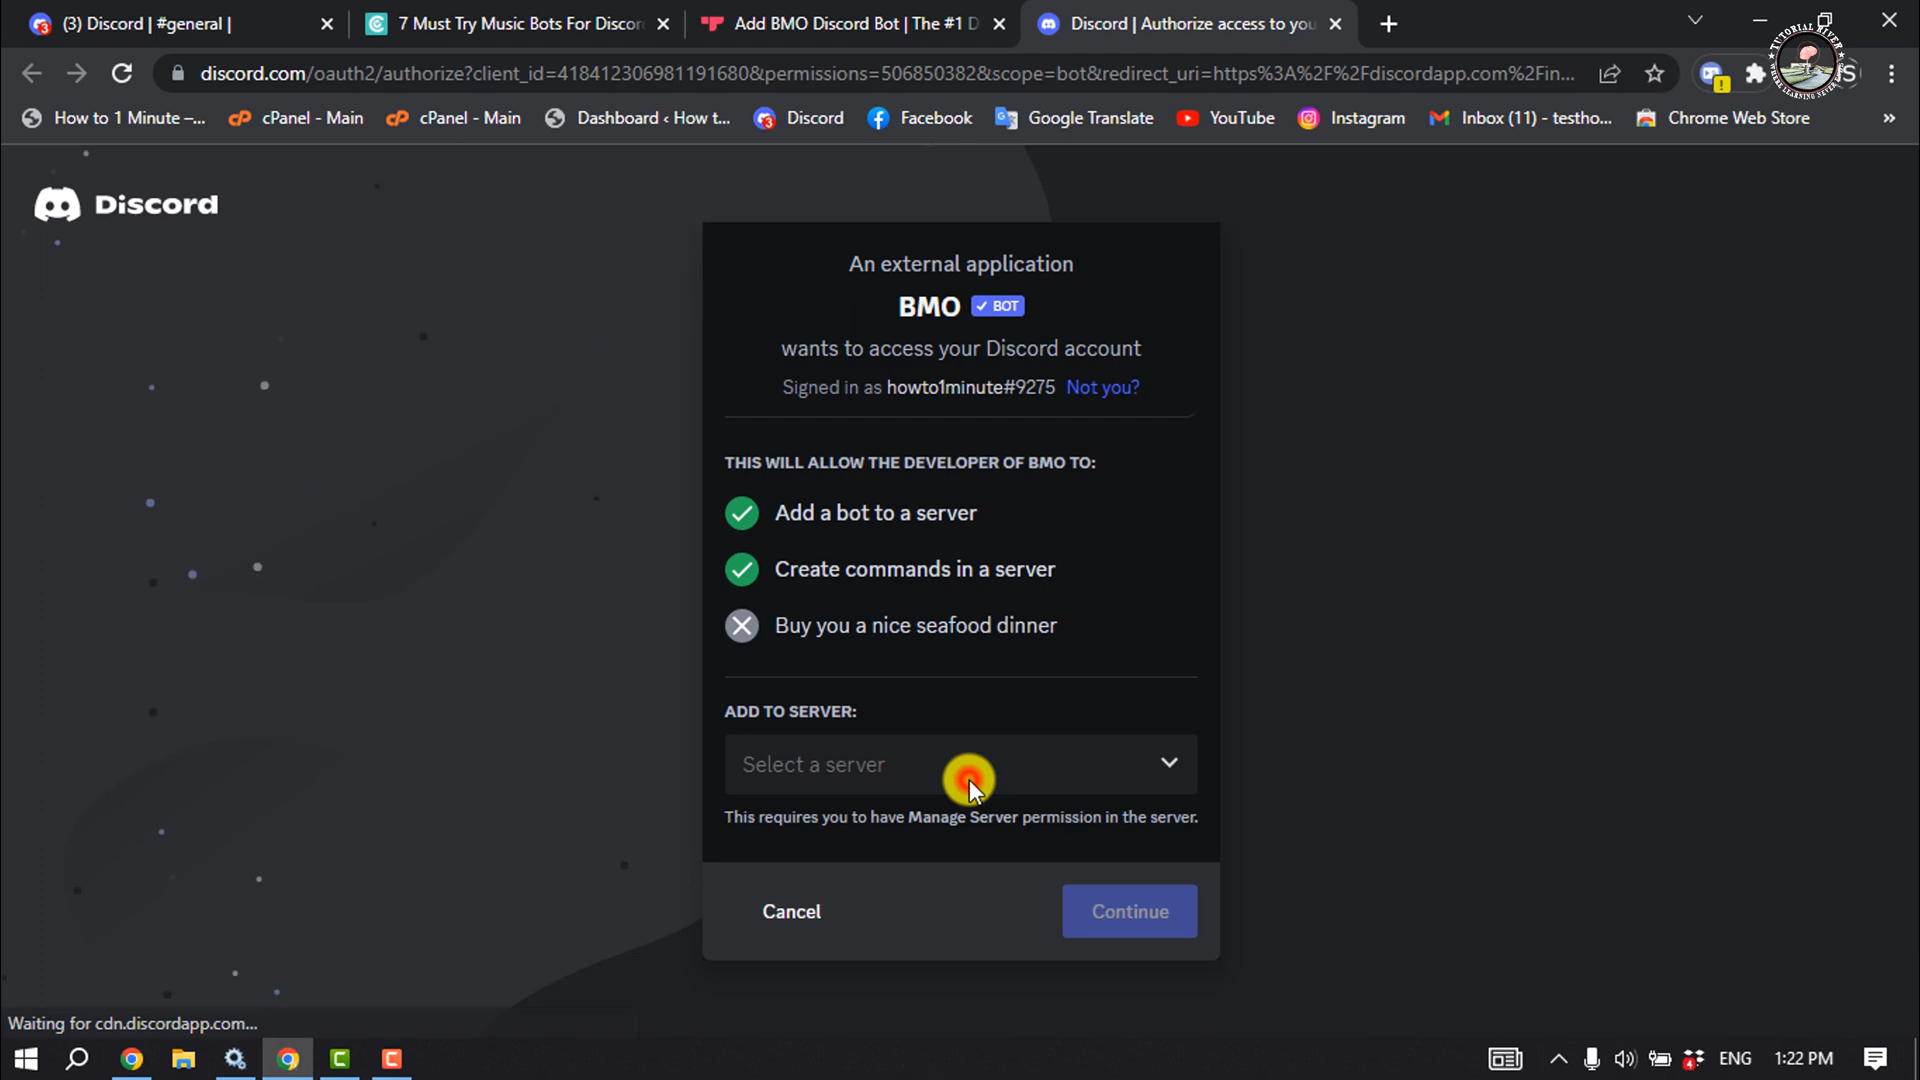 (3) Discord | #general |
7 Must Try Music Bots For Discor
Add BMO Discord Bot | The #1 D
Discord | Authorize access to you
discord.com/oauth2/authorize?client_id=418412306981191680&permissions=506850382&scope=bot&redirect_uri=https%3A%2F%2Fdiscordapp.com%2Fin...
TUTORIAL RIVER
WHERE LEARNING NEVER
S
How to 1 Minute –...
cPanel - Main
cPanel - Main
Dashboard ‹ How t...
Discord
Facebook
Google Translate
YouTube
Instagram
Inbox (11) - testho...
Chrome Web Store
»
Discord
An external application
BMO BOT
wants to access your Discord account
Signed in as howto1minute#9275 Not you?
THIS WILL ALLOW THE DEVELOPER OF BMO TO:
Add a bot to a server
Create commands in a server
Buy you a nice seafood dinner
ADD TO SERVER:
Select a server
This requires you to have Manage Server permission in the server.
Cancel
Continue
Waiting for cdn.discordapp.com...
ENG
1:22 PM